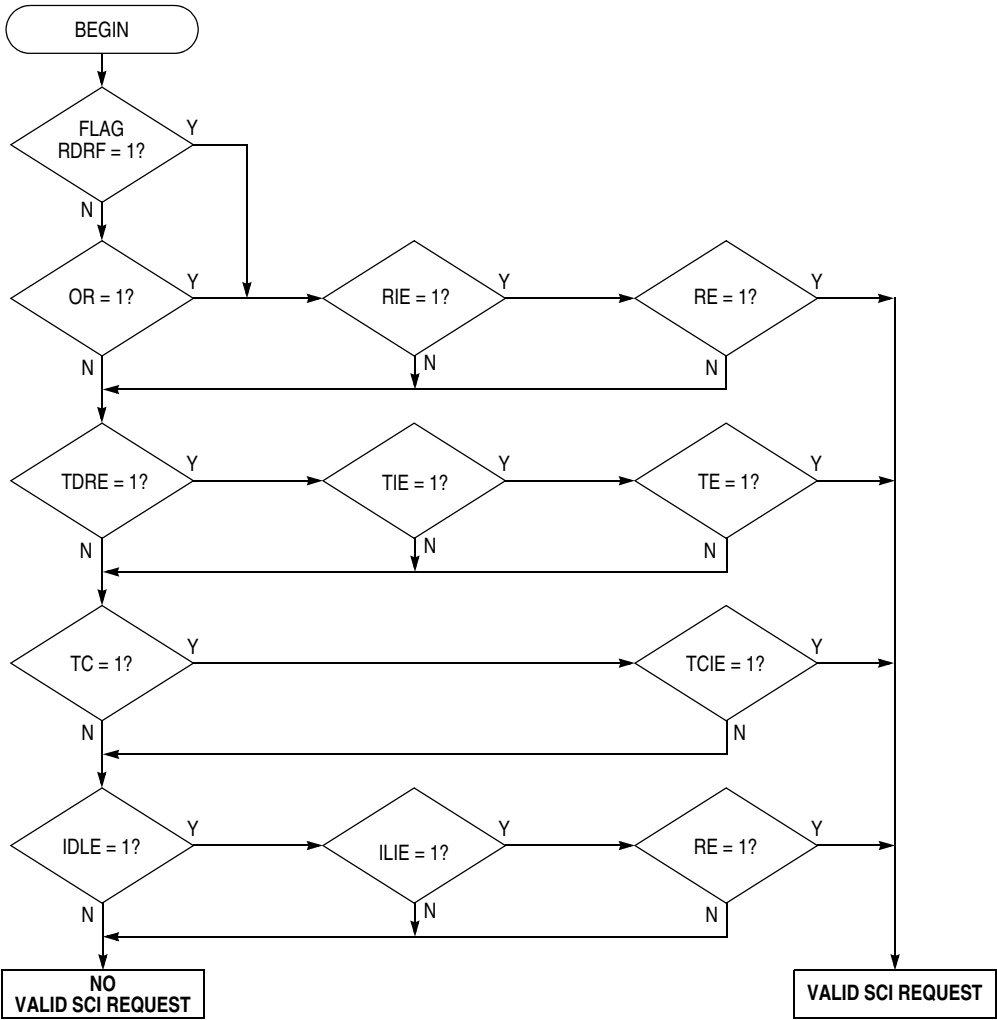 BEGIN
FLAG
RDRF = 1?
Y
N
OR = 1?
Y
N
RIE = 1?
Y
N
RE = 1?
Y
N
TDRE = 1?
Y
N
TIE = 1?
Y
N
TE = 1?
Y
N
TC = 1?
Y
N
TCIE = 1?
Y
N
IDLE = 1?
Y
N
ILIE = 1?
Y
N
RE = 1?
Y
N
NO
VALID SCI REQUEST
VALID SCI REQUEST